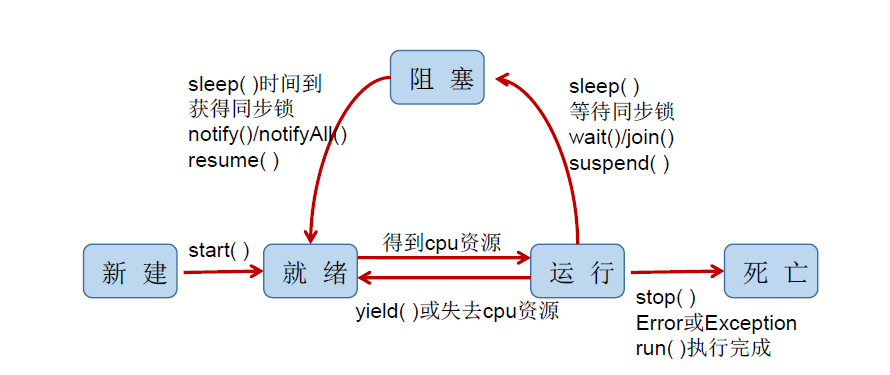 阻 塞
sleep( )时间到
获得同步锁
notify()/notifyAll()
resume( )
sleep( )
等待同步锁
wait()/join()
suspend( )
新 建
start( )
就 绪
得到cpu资源
yield( )或失去cpu资源
运 行
死 亡
stop( )
Error或Exception
run( )执行完成